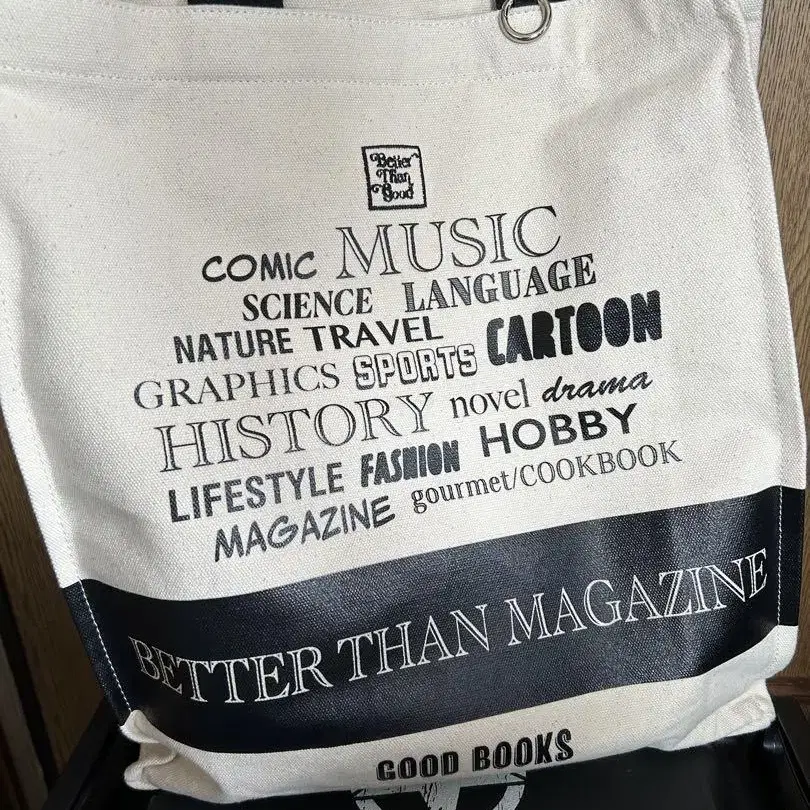 Better
Than
Good
COMIC MUSIC
SCIENCE LANGUAGE
NATURE TRAVEL CARTOON
GRAPHICS SPORTS
HISTORY novel drama
LIFESTYLE FASHION HOBBY
MAGAZINE gourmet/COOKBOOK
BETTER THAN MAGAZINE
GOOD BOOKS